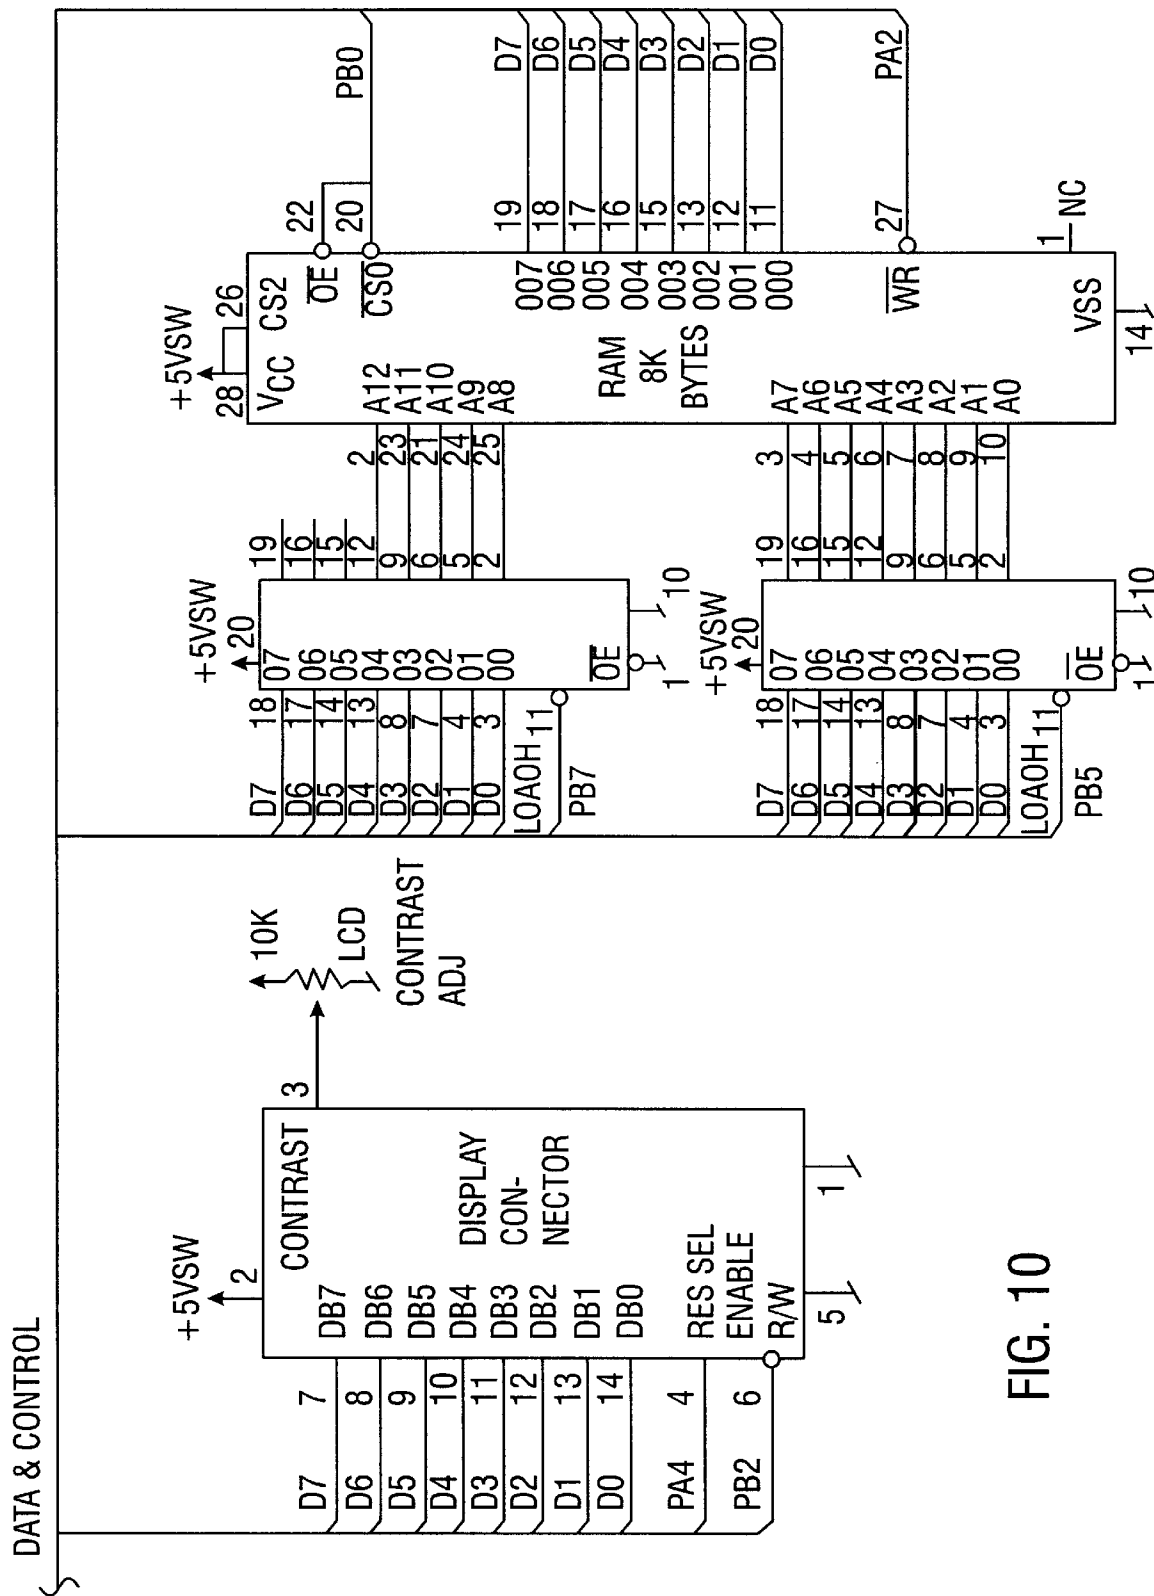 DATA & CONTROL
+5VSW
2
CONTRAST
3
10K
LCD
CONTRAST
ADJ
DISPLAY
CON-
NECTOR
D7 7 DB7
D6 8 DB6
D5 9 DB5
D4 10 DB4
D3 11 DB3
D2 12 DB2
D1 13 DB1
D0 14 DB0
PA4 4 RES SEL
PB2 6 ENABLE
R/W
5
1
+5VSW
20
D7 18 07 19
D6 17 06 16
D5 14 05 15
D4 13 04 12
D3 8 03 9
D2 7 02 6
D1 4 01 5
D0 3 00 2
LOAOH 11
PB7
OE
1
10
+5VSW
20
D7 18 07 19
D6 17 06 16
D5 14 05 15
D4 13 04 12
D3 8 03 9
D2 7 02 6
D1 4 01 5
D0 3 00 2
LOAOH 11
PB5
OE
1
10
+5VSW
28
26
VCC
CS2
2 A12
23 A11
21 A10
24 A9
25 A8
3 A7
4 A6
5 A5
6 A4
7 A3
8 A2
9 A1
10 A0
RAM
8K
BYTES
OE 22
CS0 20 PB0
007 19 D7
006 18 D6
005 17 D5
004 16 D4
003 15 D3
002 13 D2
001 12 D1
000 11 D0
WR 27 PA2
1 NC
VSS
14
FIG. 10